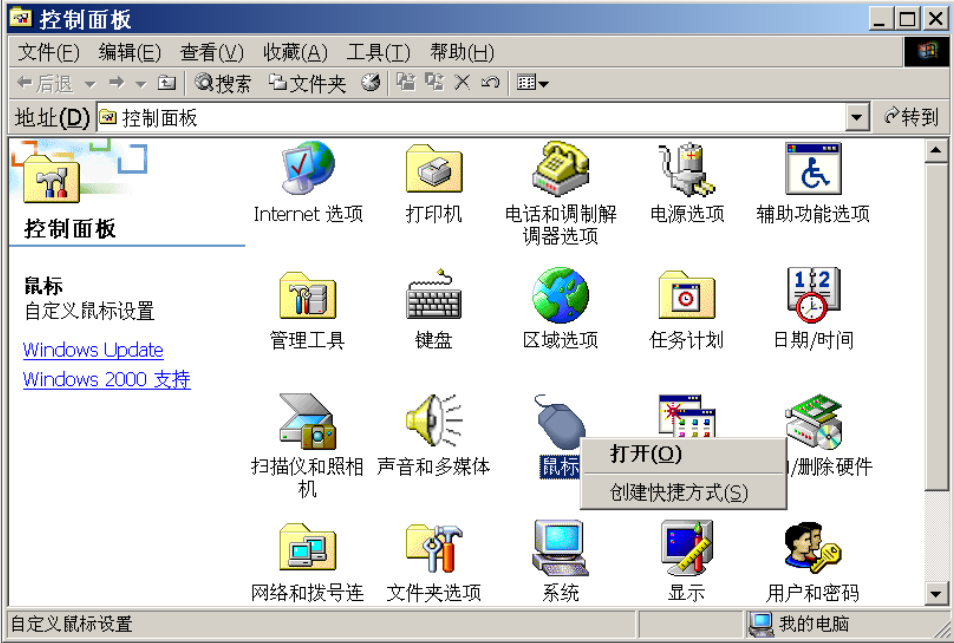 控制面板
文件(F) 编辑(E) 查看(V) 收藏(A) 工具(T) 帮助(H)
后退 搜索 文件夹
地址(D) 控制面板 转到
控制面板
鼠标
自定义鼠标设置
Windows Update
Windows 2000 支持
Internet 选项
打印机
电话和调制解
调器选项
电源选项
辅助功能选项
管理工具
键盘
区域选项
任务计划
日期/时间
扫描仪和照相
机
声音和多媒体
鼠标
/删除硬件
打开(O)
创建快捷方式(S)
网络和拨号连
文件夹选项
系统
显示
用户和密码
自定义鼠标设置
我的电脑